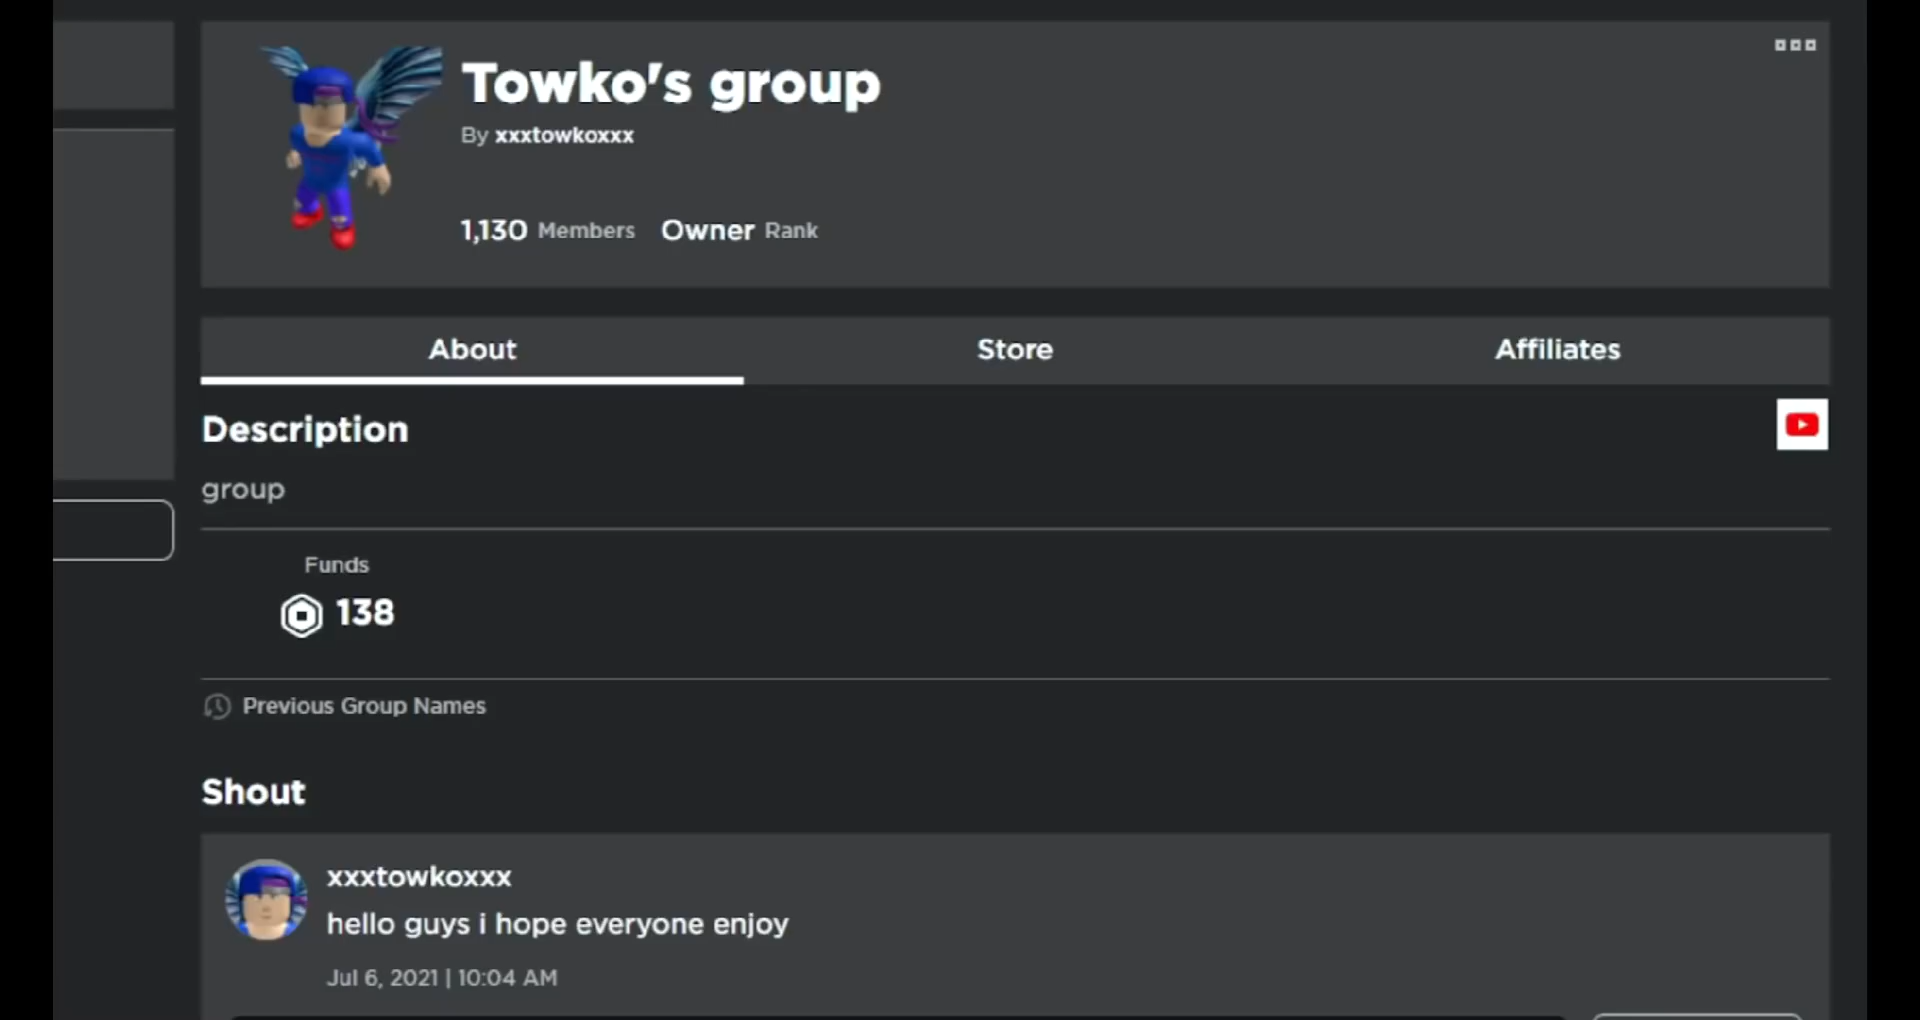 Towko's group
By xxxtowkoxxx
1,130 Members Owner Rank
About Store Affiliates
Description
group
Funds
138
Previous Group Names
Shout
xxxtowkoxxx
hello guys i hope everyone enjoy
Jul 6, 2021 | 10:04 AM